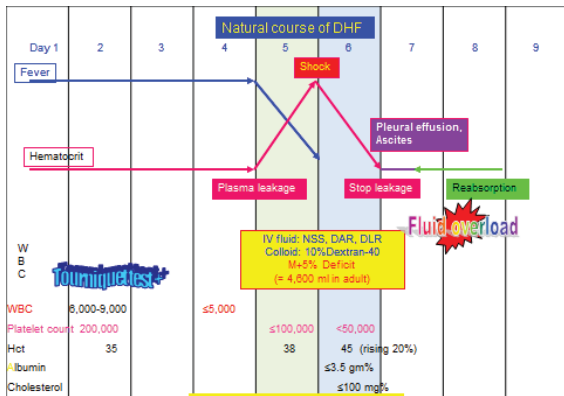 Natural course of DHF
Day 1 2 3 4 5 6 7 8 9
Shock
Fever
Pleural effusion,
Ascites
Hematocrit
Plasma leakage Stop leakage Reabsorption
Fluid overload
W
B
C
IV fluid: NSS, DAR, DLR
Colloid: 10%Dextran-40
M+5% Deficit
(= 4,600 ml in adult)
Tourniquettest+
WBC 6,000-9,000 ≤5,000
Platelet count 200,000 ≤100,000 <50,000
Hct 35 38 45 (rising 20%)
Albumin ≤3.5 gm%
Cholesterol ≤100 mg%